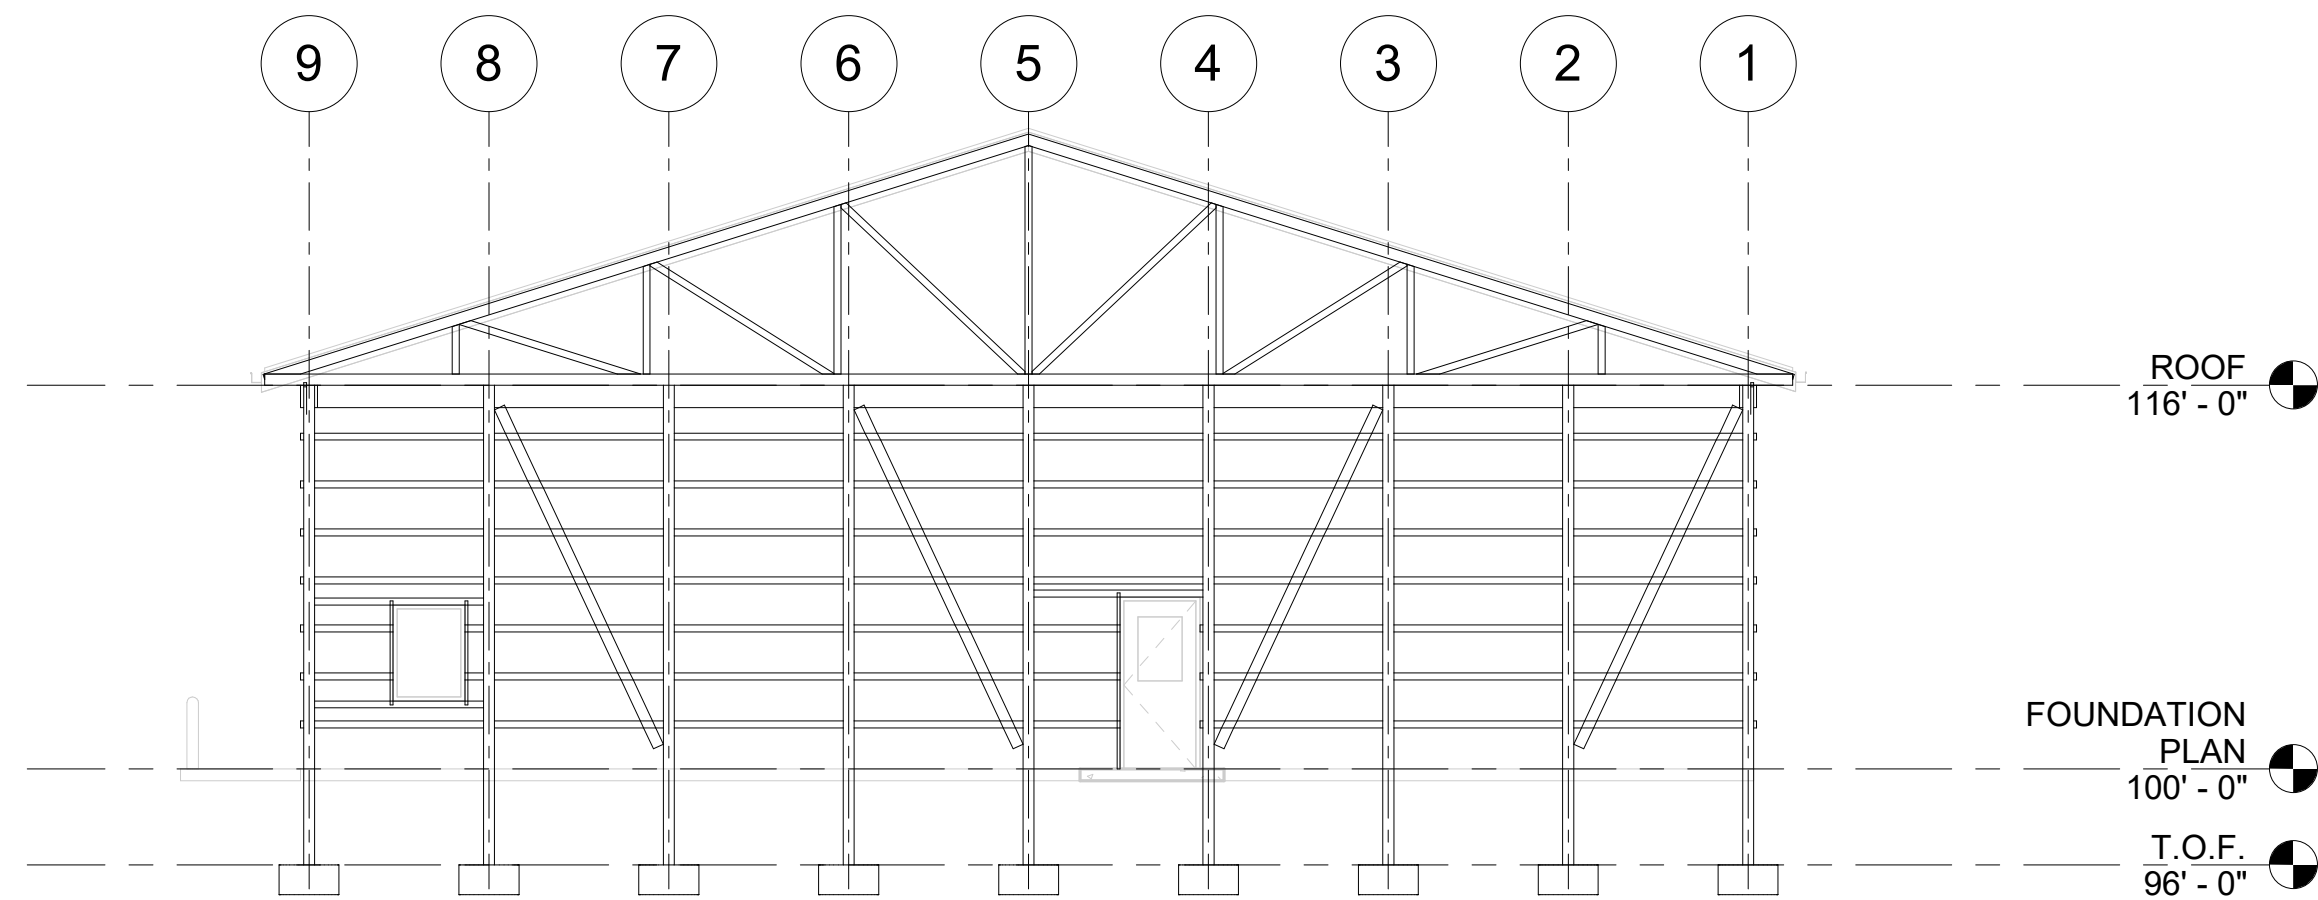 9 8 7 6 5 4 3 2 1
ROOF
116' - 0"
FOUNDATION
PLAN
100' - 0"
T.O.F.
96' - 0"